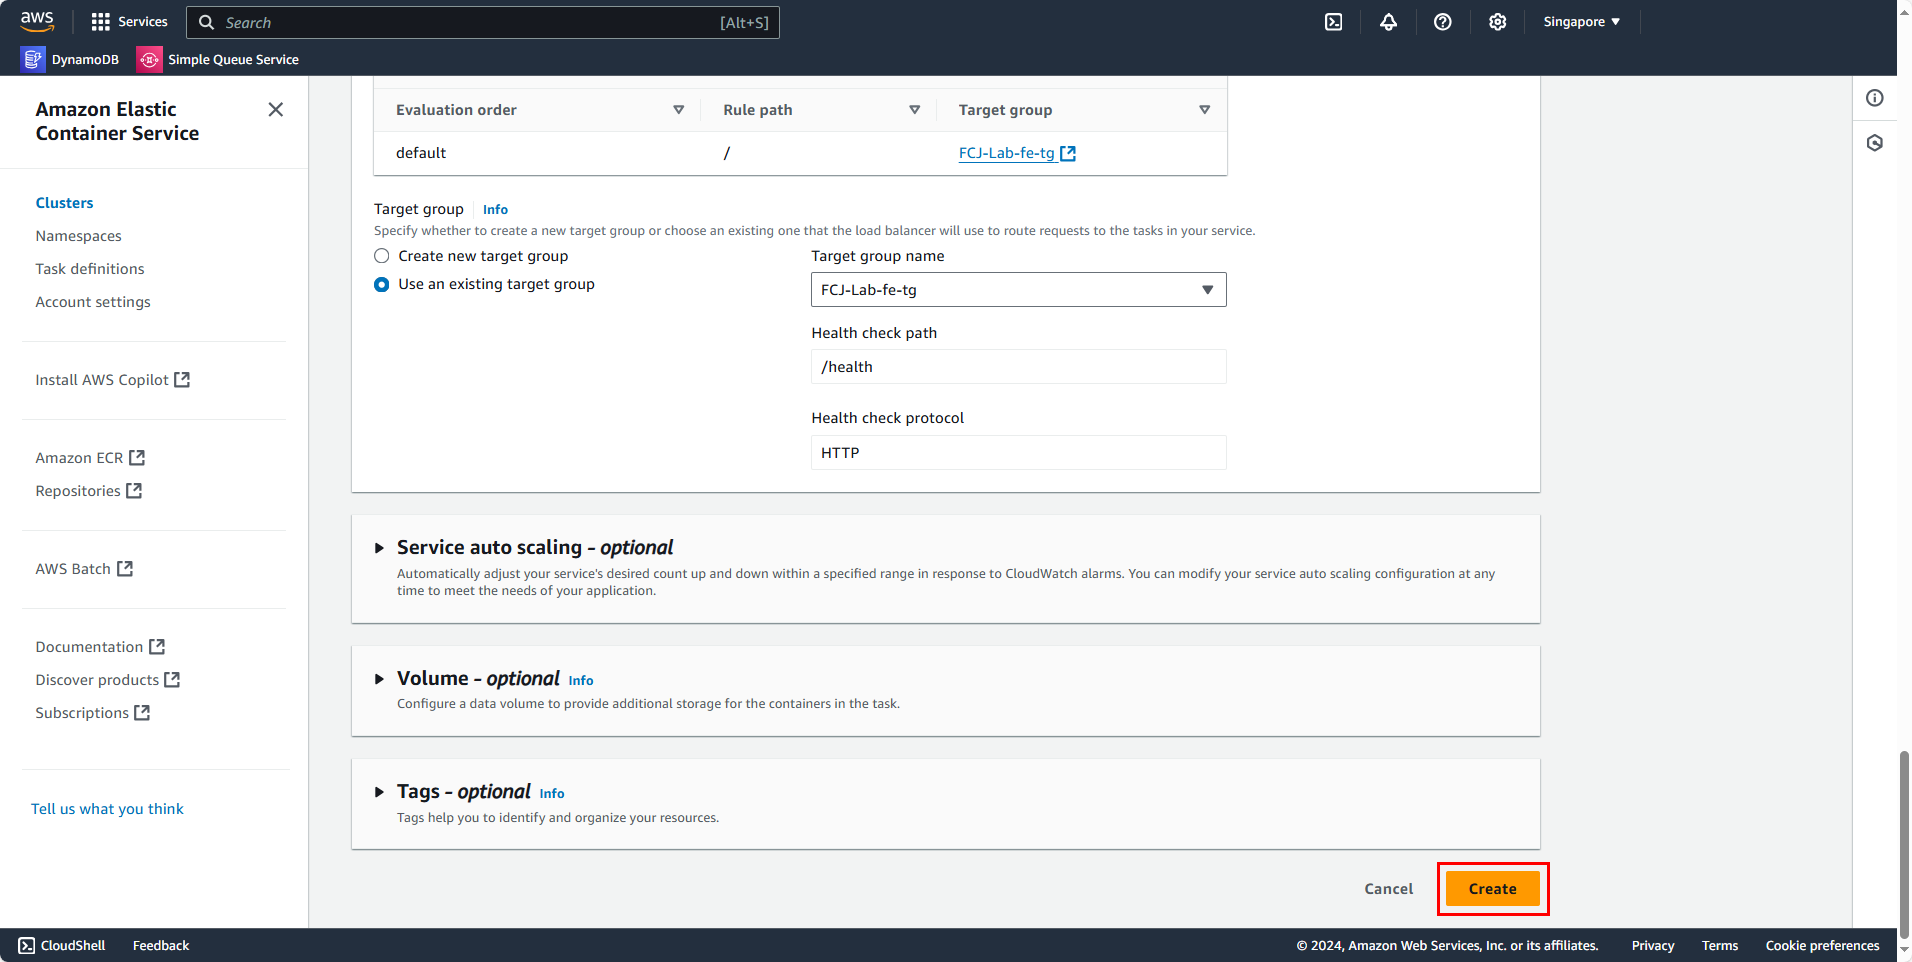 aws
Services
Search
[Alt+S]
Singapore
DynamoDB
Simple Queue Service
Amazon Elastic
Container Service
Clusters
Namespaces
Task definitions
Account settings
Install AWS Copilot
Amazon ECR
Repositories
AWS Batch
Documentation
Discover products
Subscriptions
Tell us what you think
Evaluation order
Rule path
Target group
default
/
FCJ-Lab-fe-tg
Target group
Info
Specify whether to create a new target group or choose an existing one that the load balancer will use to route requests to the tasks in your service.
Create new target group
Use an existing target group
Target group name
FCJ-Lab-fe-tg
Health check path
/health
Health check protocol
HTTP
Service auto scaling - optional
Automatically adjust your service's desired count up and down within a specified range in response to CloudWatch alarms. You can modify your service auto scaling configuration at any
time to meet the needs of your application.
Volume - optional Info
Configure a data volume to provide additional storage for the containers in the task.
Tags - optional Info
Tags help you to identify and organize your resources.
Cancel
Create
CloudShell
Feedback
© 2024, Amazon Web Services, Inc. or its affiliates.
Privacy
Terms
Cookie preferences